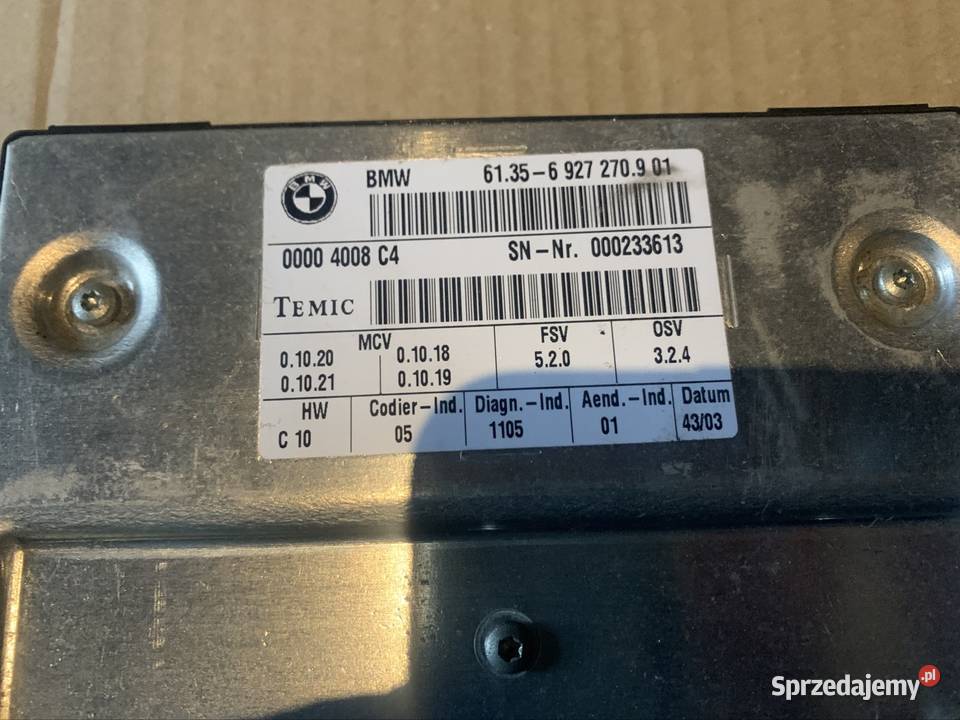 BMW 61.35-6 927 270.9 01
BMW
0000 4008 C4 SN-Nr. 000233613
TEMIC
MCV FSV OSV
0.10.20 0.10.18 5.2.0 3.2.4
0.10.21 0.10.19
HW Codier-Ind. Diagn.-Ind. Aend.-Ind. Datum
C 10 05 1105 01 43/03
Sprzedajemy.pl